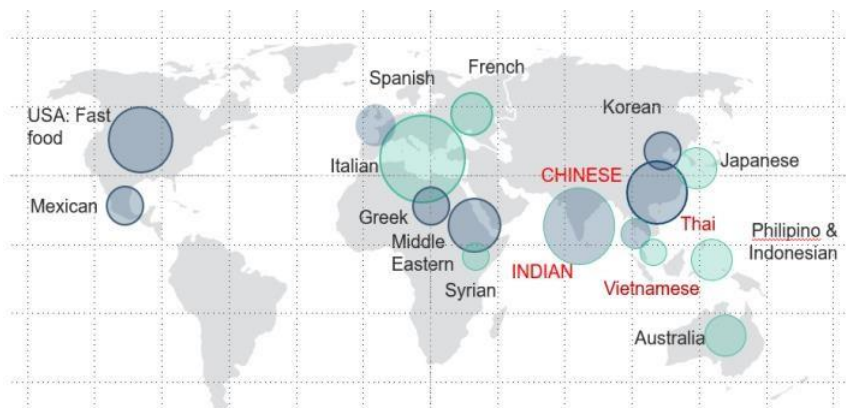 Spanish
French
USA: Fast
food
Korean
Italian
CHINESE
Japanese
Mexican
Greek
Thai
Middle
Eastern
Philipino &
Indonesian
INDIAN
Syrian
Vietnamese
Australia